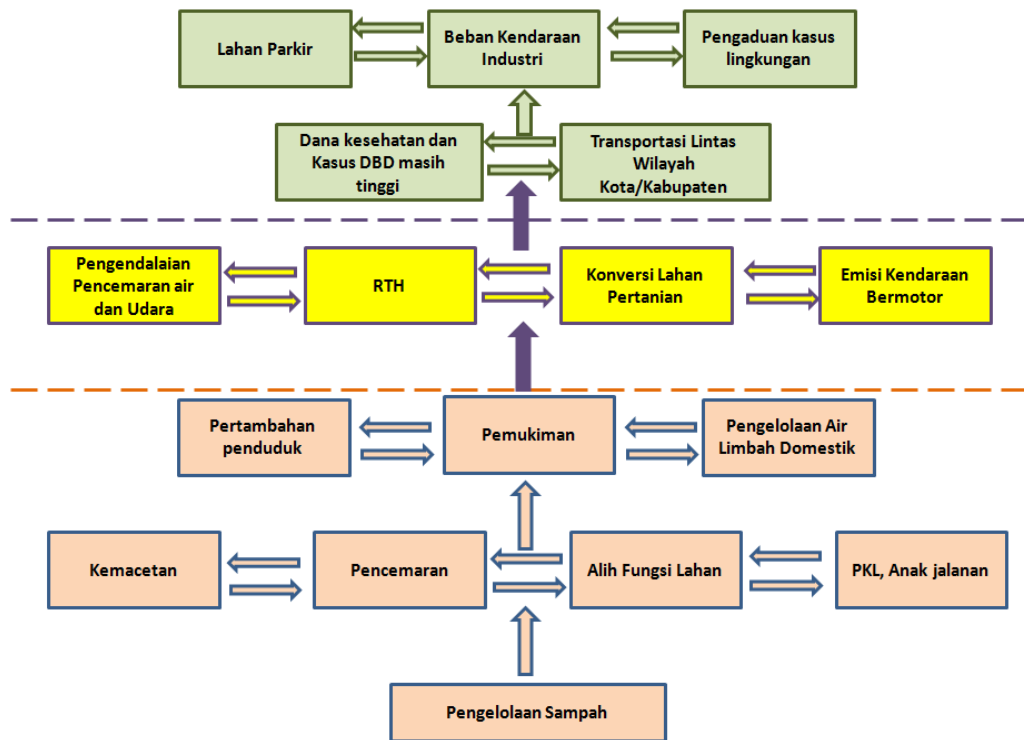 Lahan Parkir
Beban Kendaraan
Industri
Pengaduan kasus
lingkungan
Dana kesehatan dan
Kasus DBD masih
tinggi
Transportasi Lintas
Wilayah
Kota/Kabupaten
Pengendalaian
Pencemaran air
dan Udara
RTH
Konversi Lahan
Pertanian
Emisi Kendaraan
Bermotor
Pertambahan
penduduk
Pemukiman
Pengelolaan Air
Limbah Domestik
Kemacetan
Pencemaran
Alih Fungsi Lahan
PKL, Anak jalanan
Pengelolaan Sampah